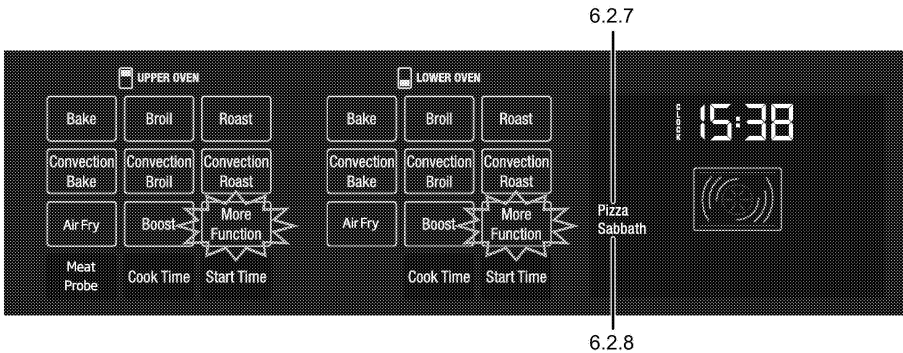 6.2.7
UPPER OVEN
LOWER OVEN
CLOCK
15:38
Bake Broil Roast
Bake Broil Roast
Convection Bake
Convection Broil
Convection Roast
Convection Bake
Convection Broil
Convection Roast
Air Fry
Boost
More Function
Air Fry
Boost
More Function
Pizza
Sabbath
Meat Probe
Cook Time
Start Time
Cook Time
Start Time
6.2.8